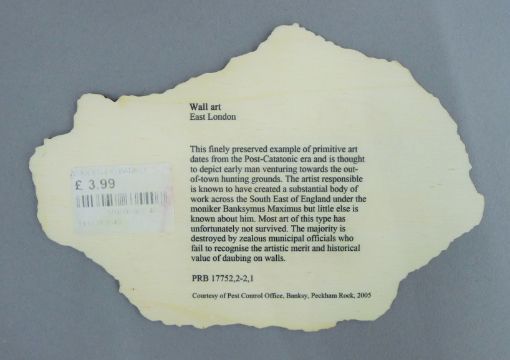 Wall art
East London
This finely preserved example of primitive art
dates from the Post-Catatonic era and is thought
to depict early man venturing towards the out-
of-town hunting grounds. The artist responsible
is known to have created a substantial body of
work across the South East of England under the
moniker Banksymus Maximus but little else is
known about him. Most art of this type has
unfortunately not survived. The majority is
destroyed by zealous municipal officials who
fail to recognise the artistic merit and historical
value of daubing on walls.
PRB 17752,2-2,1
Courtesy of Pest Control Office, Banksy, Peckham Rock, 2005
£ 3.99